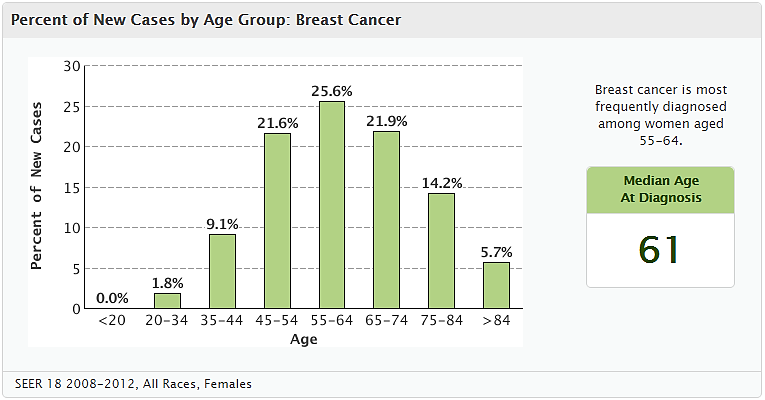 Percent of New Cases by Age Group: Breast Cancer
Percent of New Cases
30
25
20
15
10
5
0
0.0%
1.8%
9.1%
21.6%
25.6%
21.9%
14.2%
5.7%
<20 20-34 35-44 45-54 55-64 65-74 75-84 >84
Age
Breast cancer is most
frequently diagnosed
among women aged
55-64.
Median Age
At Diagnosis
61
SEER 18 2008-2012, All Races, Females